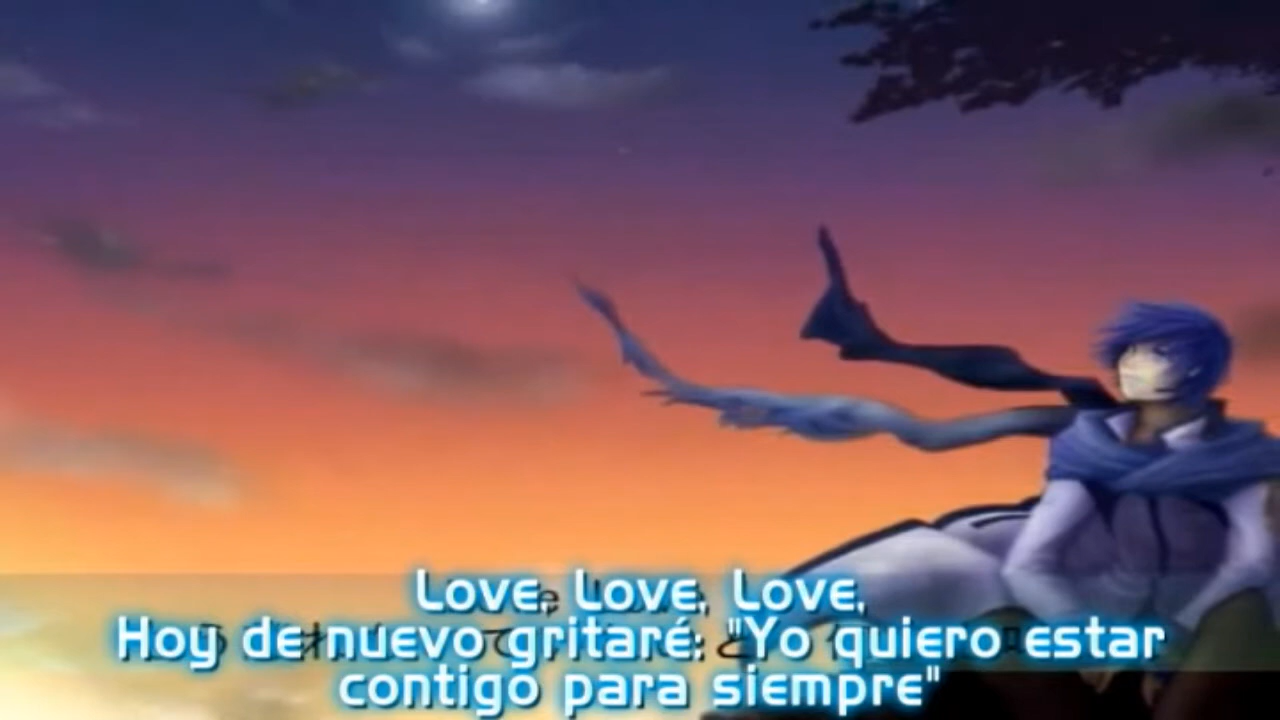 Love, Love, Love,
Hoy de nuevo gritaré: "Yo quiero estar
contigo para siempre"